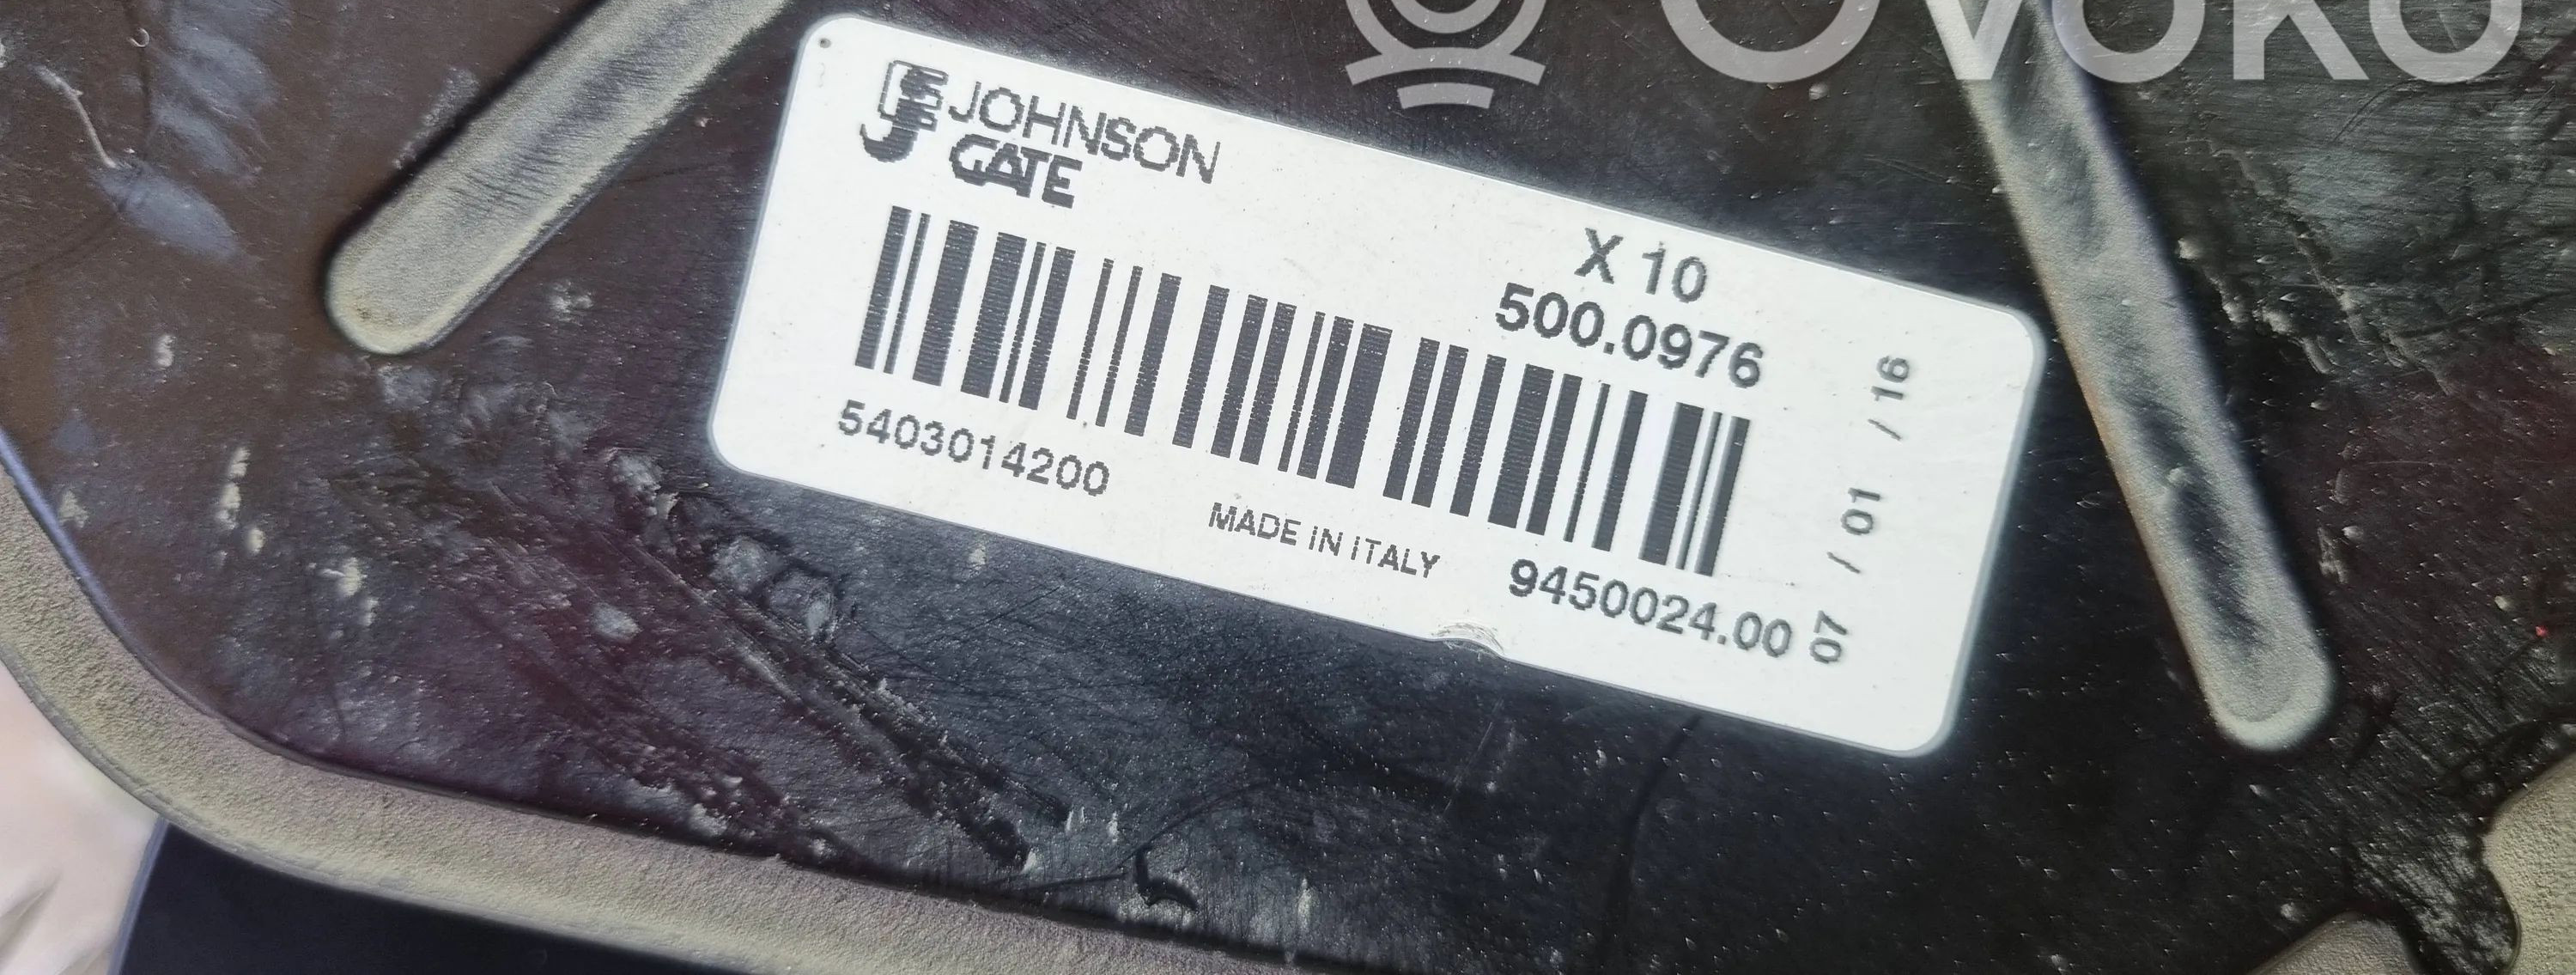 OVOKO
JOHNSON
GATE
X 10
500.0976
5403014200
MADE IN ITALY
9450024.00
07 / 01 / 16